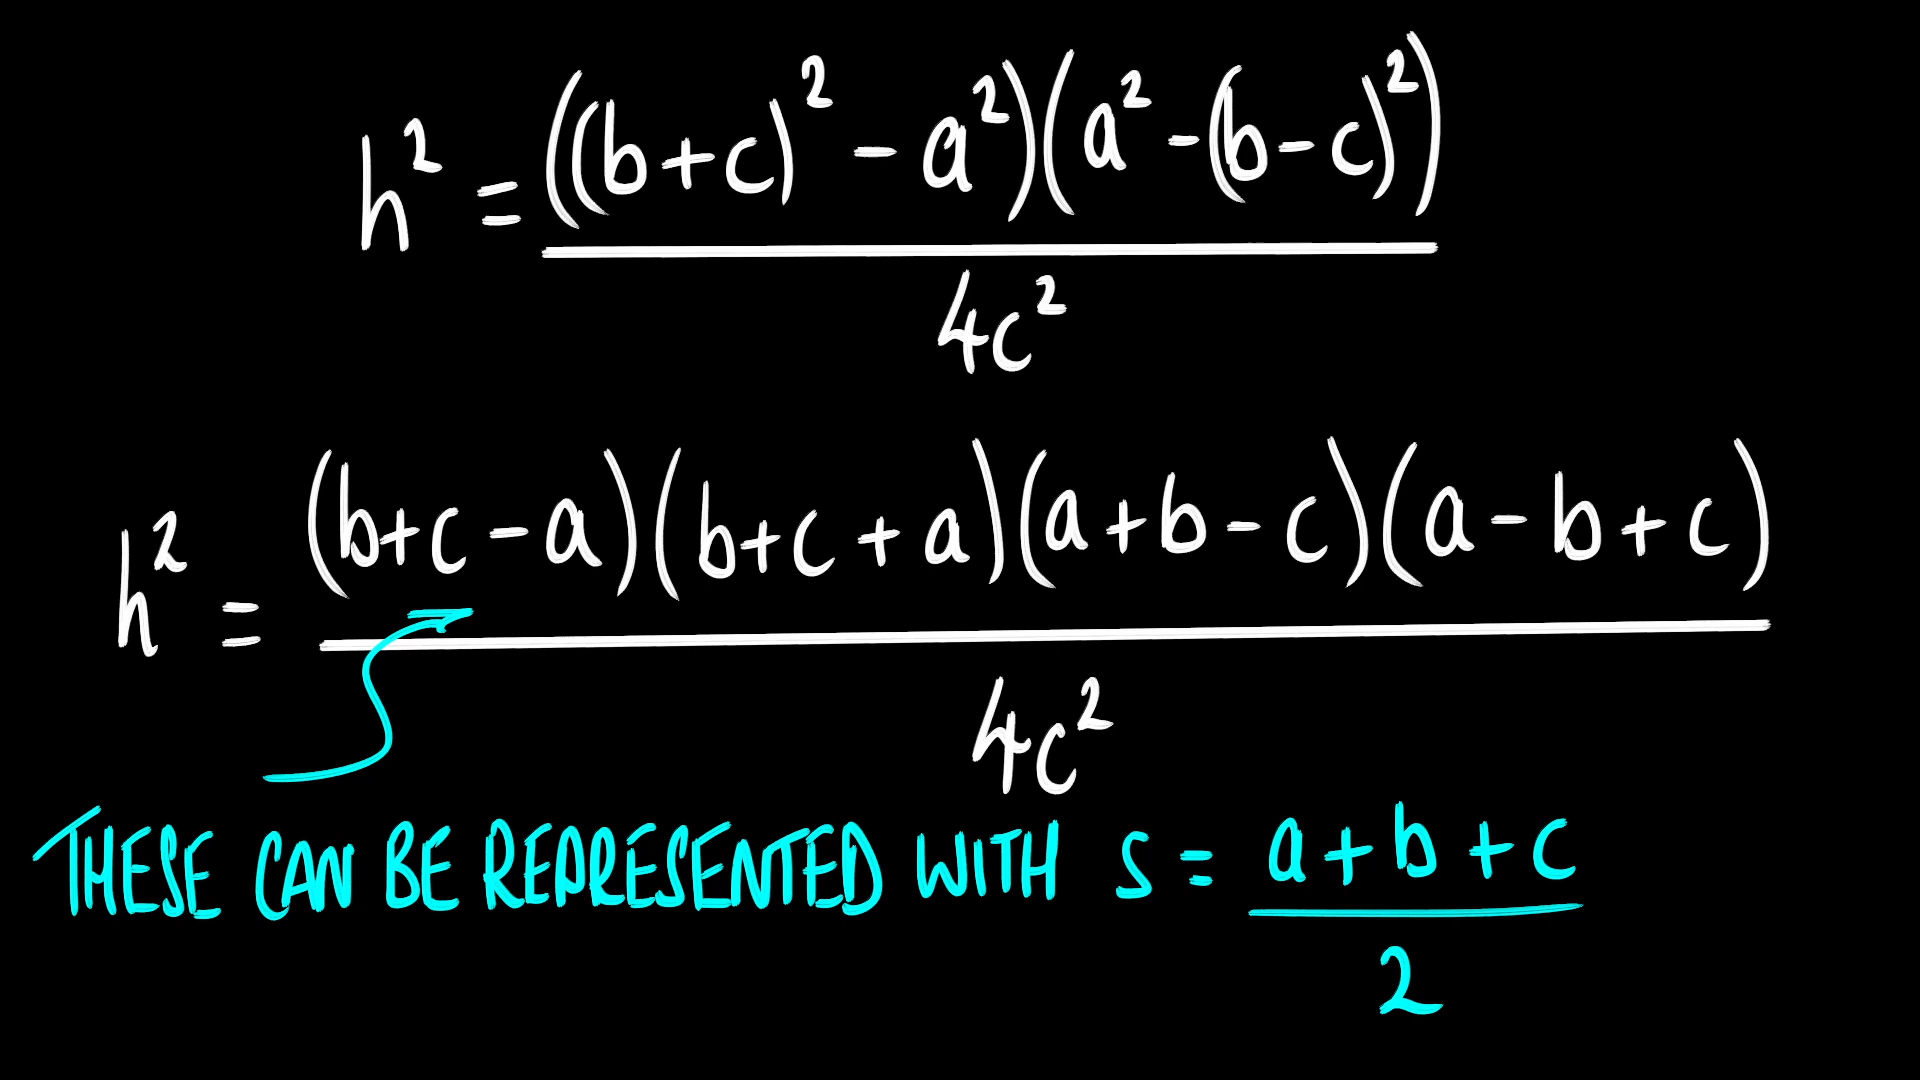 h² = ((b+c)² - a²)(a² - (b-c)²)
4c²
h² = (b+c-a)(b+c+a)(a+b-c)(a-b+c)
4c²
THESE CAN BE REPRESENTED WITH s = a+b+c
2